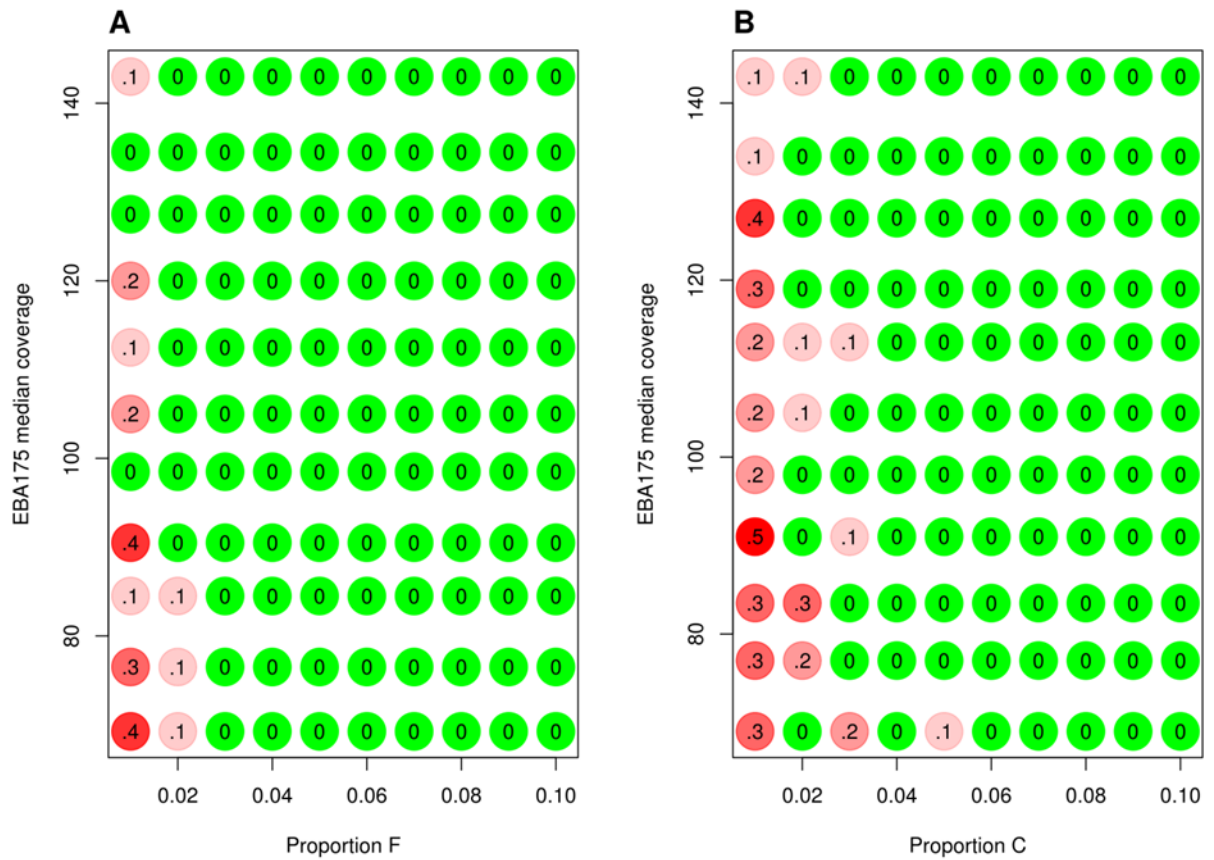 A
EBA175 median coverage
140
120
100
80
.1 0 0 0 0 0 0 0 0 0
0 0 0 0 0 0 0 0 0 0
0 0 0 0 0 0 0 0 0 0
.2 0 0 0 0 0 0 0 0 0
.1 0 0 0 0 0 0 0 0 0
.2 0 0 0 0 0 0 0 0 0
0 0 0 0 0 0 0 0 0 0
.4 0 0 0 0 0 0 0 0 0
.1 .1 0 0 0 0 0 0 0 0
.3 .1 0 0 0 0 0 0 0 0
.4 .1 0 0 0 0 0 0 0 0
0.02 0.04 0.06 0.08 0.10
Proportion F
B
EBA175 median coverage
140
120
100
80
.1 .1 0 0 0 0 0 0 0 0
.1 0 0 0 0 0 0 0 0 0
.4 0 0 0 0 0 0 0 0 0
.3 0 0 0 0 0 0 0 0 0
.2 .1 .1 0 0 0 0 0 0 0
.2 .1 0 0 0 0 0 0 0 0
.2 0 0 0 0 0 0 0 0 0
.5 0 .1 0 0 0 0 0 0 0
.3 .3 0 0 0 0 0 0 0 0
.3 .2 0 0 0 0 0 0 0 0
.3 0 .2 0 .1 0 0 0 0 0
0.02 0.04 0.06 0.08 0.10
Proportion C